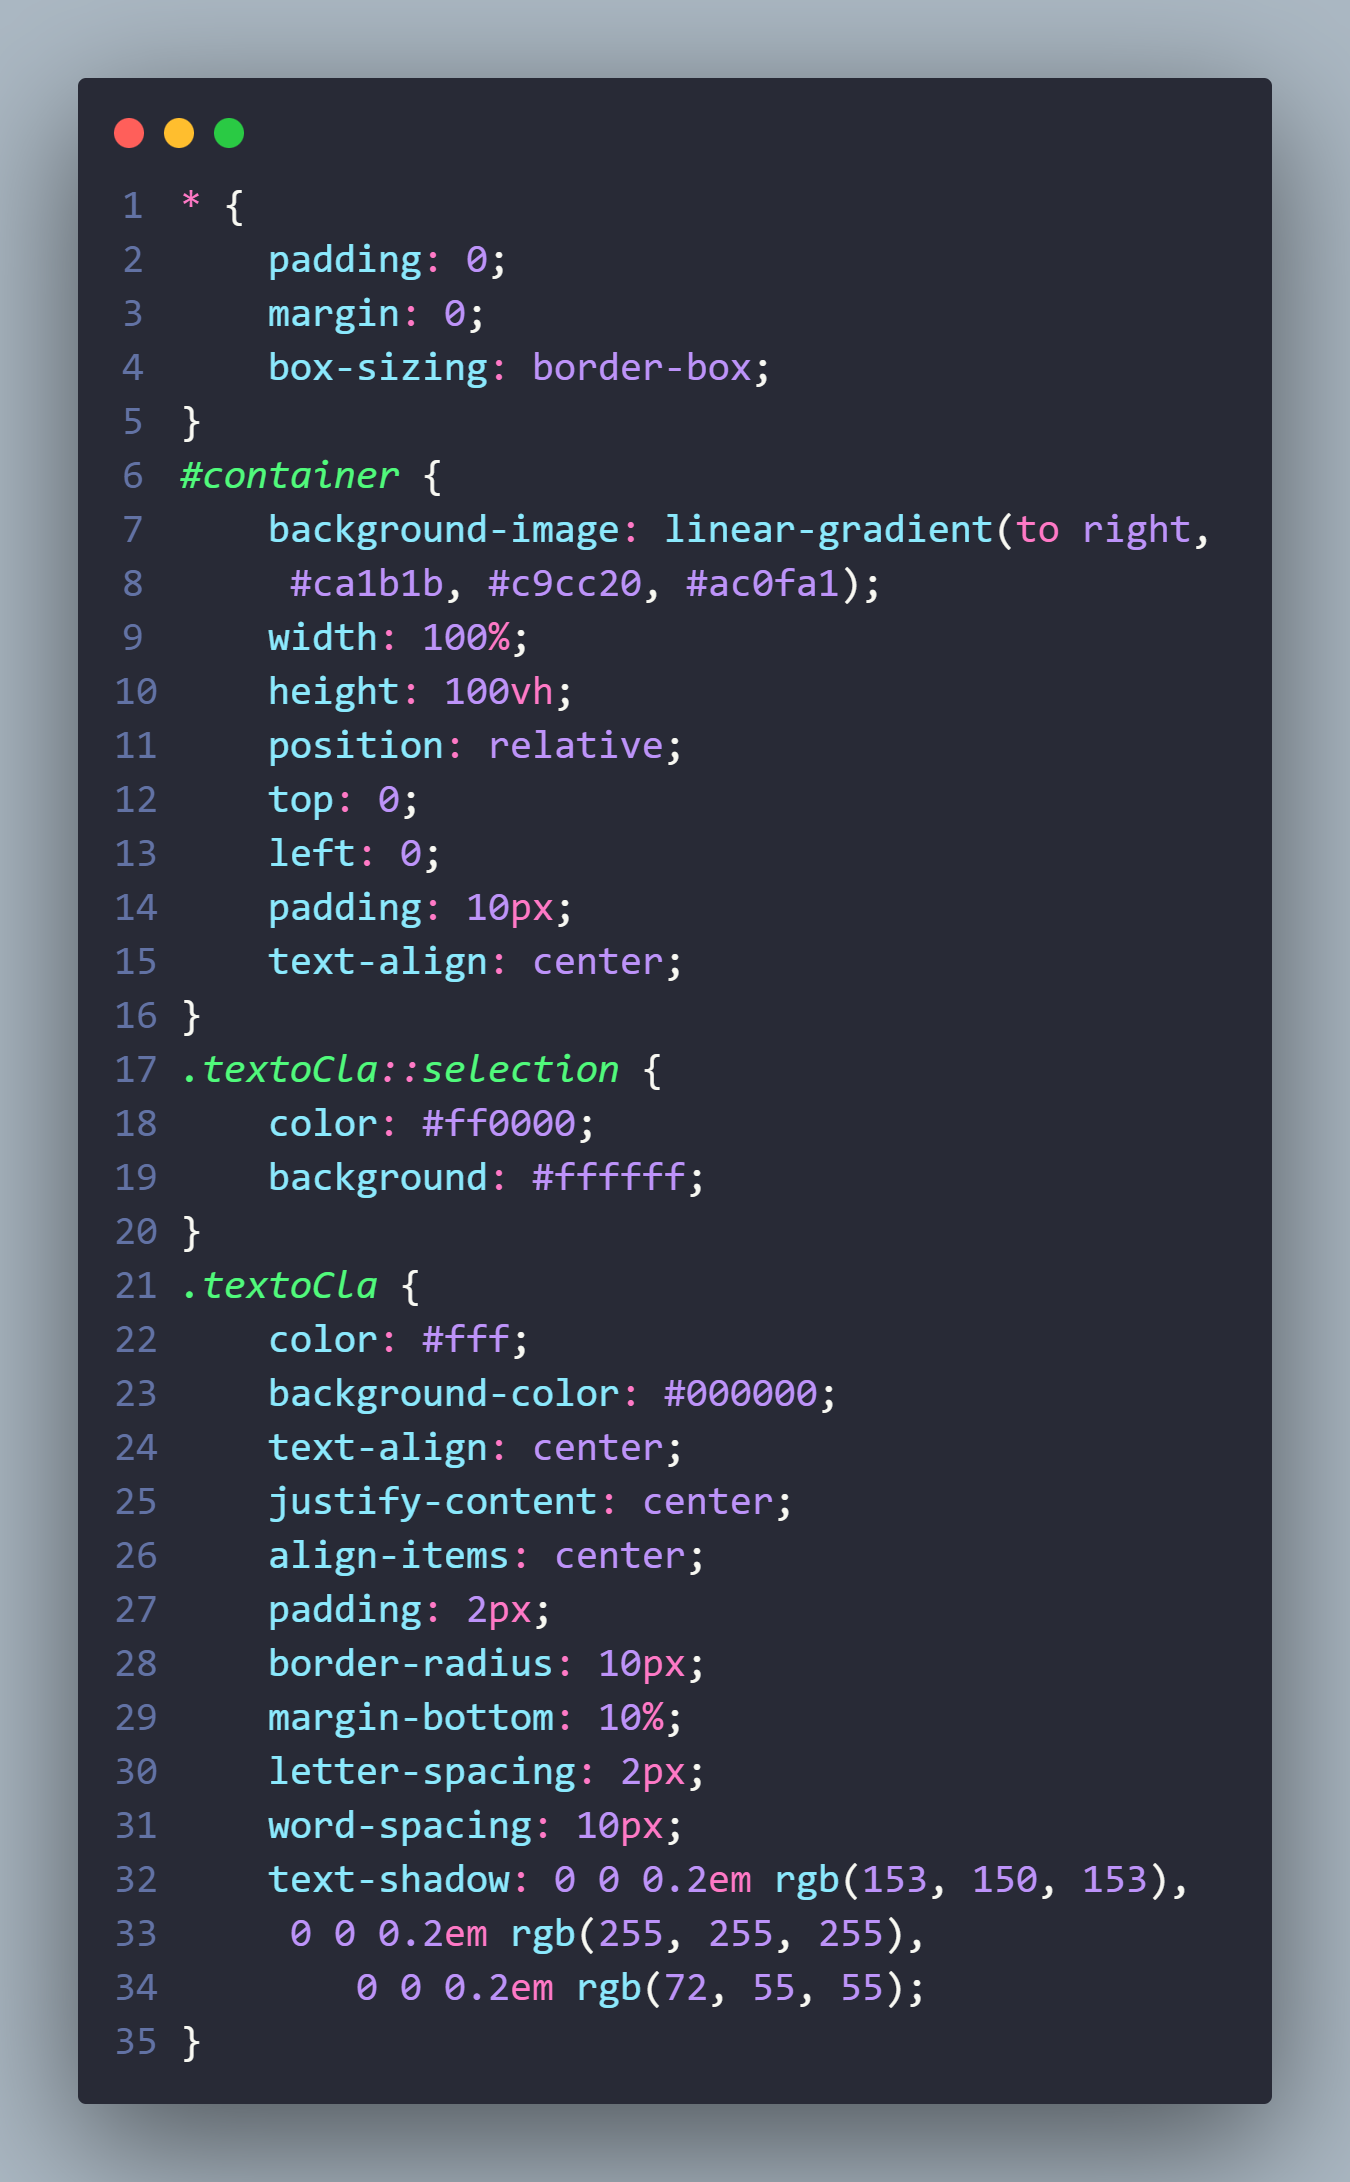 1 * {
2     padding: 0;
3     margin: 0;
4     box-sizing: border-box;
5 }
6 #container {
7     background-image: linear-gradient(to right,
8      #ca1b1b, #c9cc20, #ac0fa1);
9     width: 100%;
10     height: 100vh;
11     position: relative;
12     top: 0;
13     left: 0;
14     padding: 10px;
15     text-align: center;
16 }
17 .textoCla::selection {
18     color: #ff0000;
19     background: #ffffff;
20 }
21 .textoCla {
22     color: #fff;
23     background-color: #000000;
24     text-align: center;
25     justify-content: center;
26     align-items: center;
27     padding: 2px;
28     border-radius: 10px;
29     margin-bottom: 10%;
30     letter-spacing: 2px;
31     word-spacing: 10px;
32     text-shadow: 0 0 0.2em rgb(153, 150, 153),
33      0 0 0.2em rgb(255, 255, 255),
34         0 0 0.2em rgb(72, 55, 55);
35 }